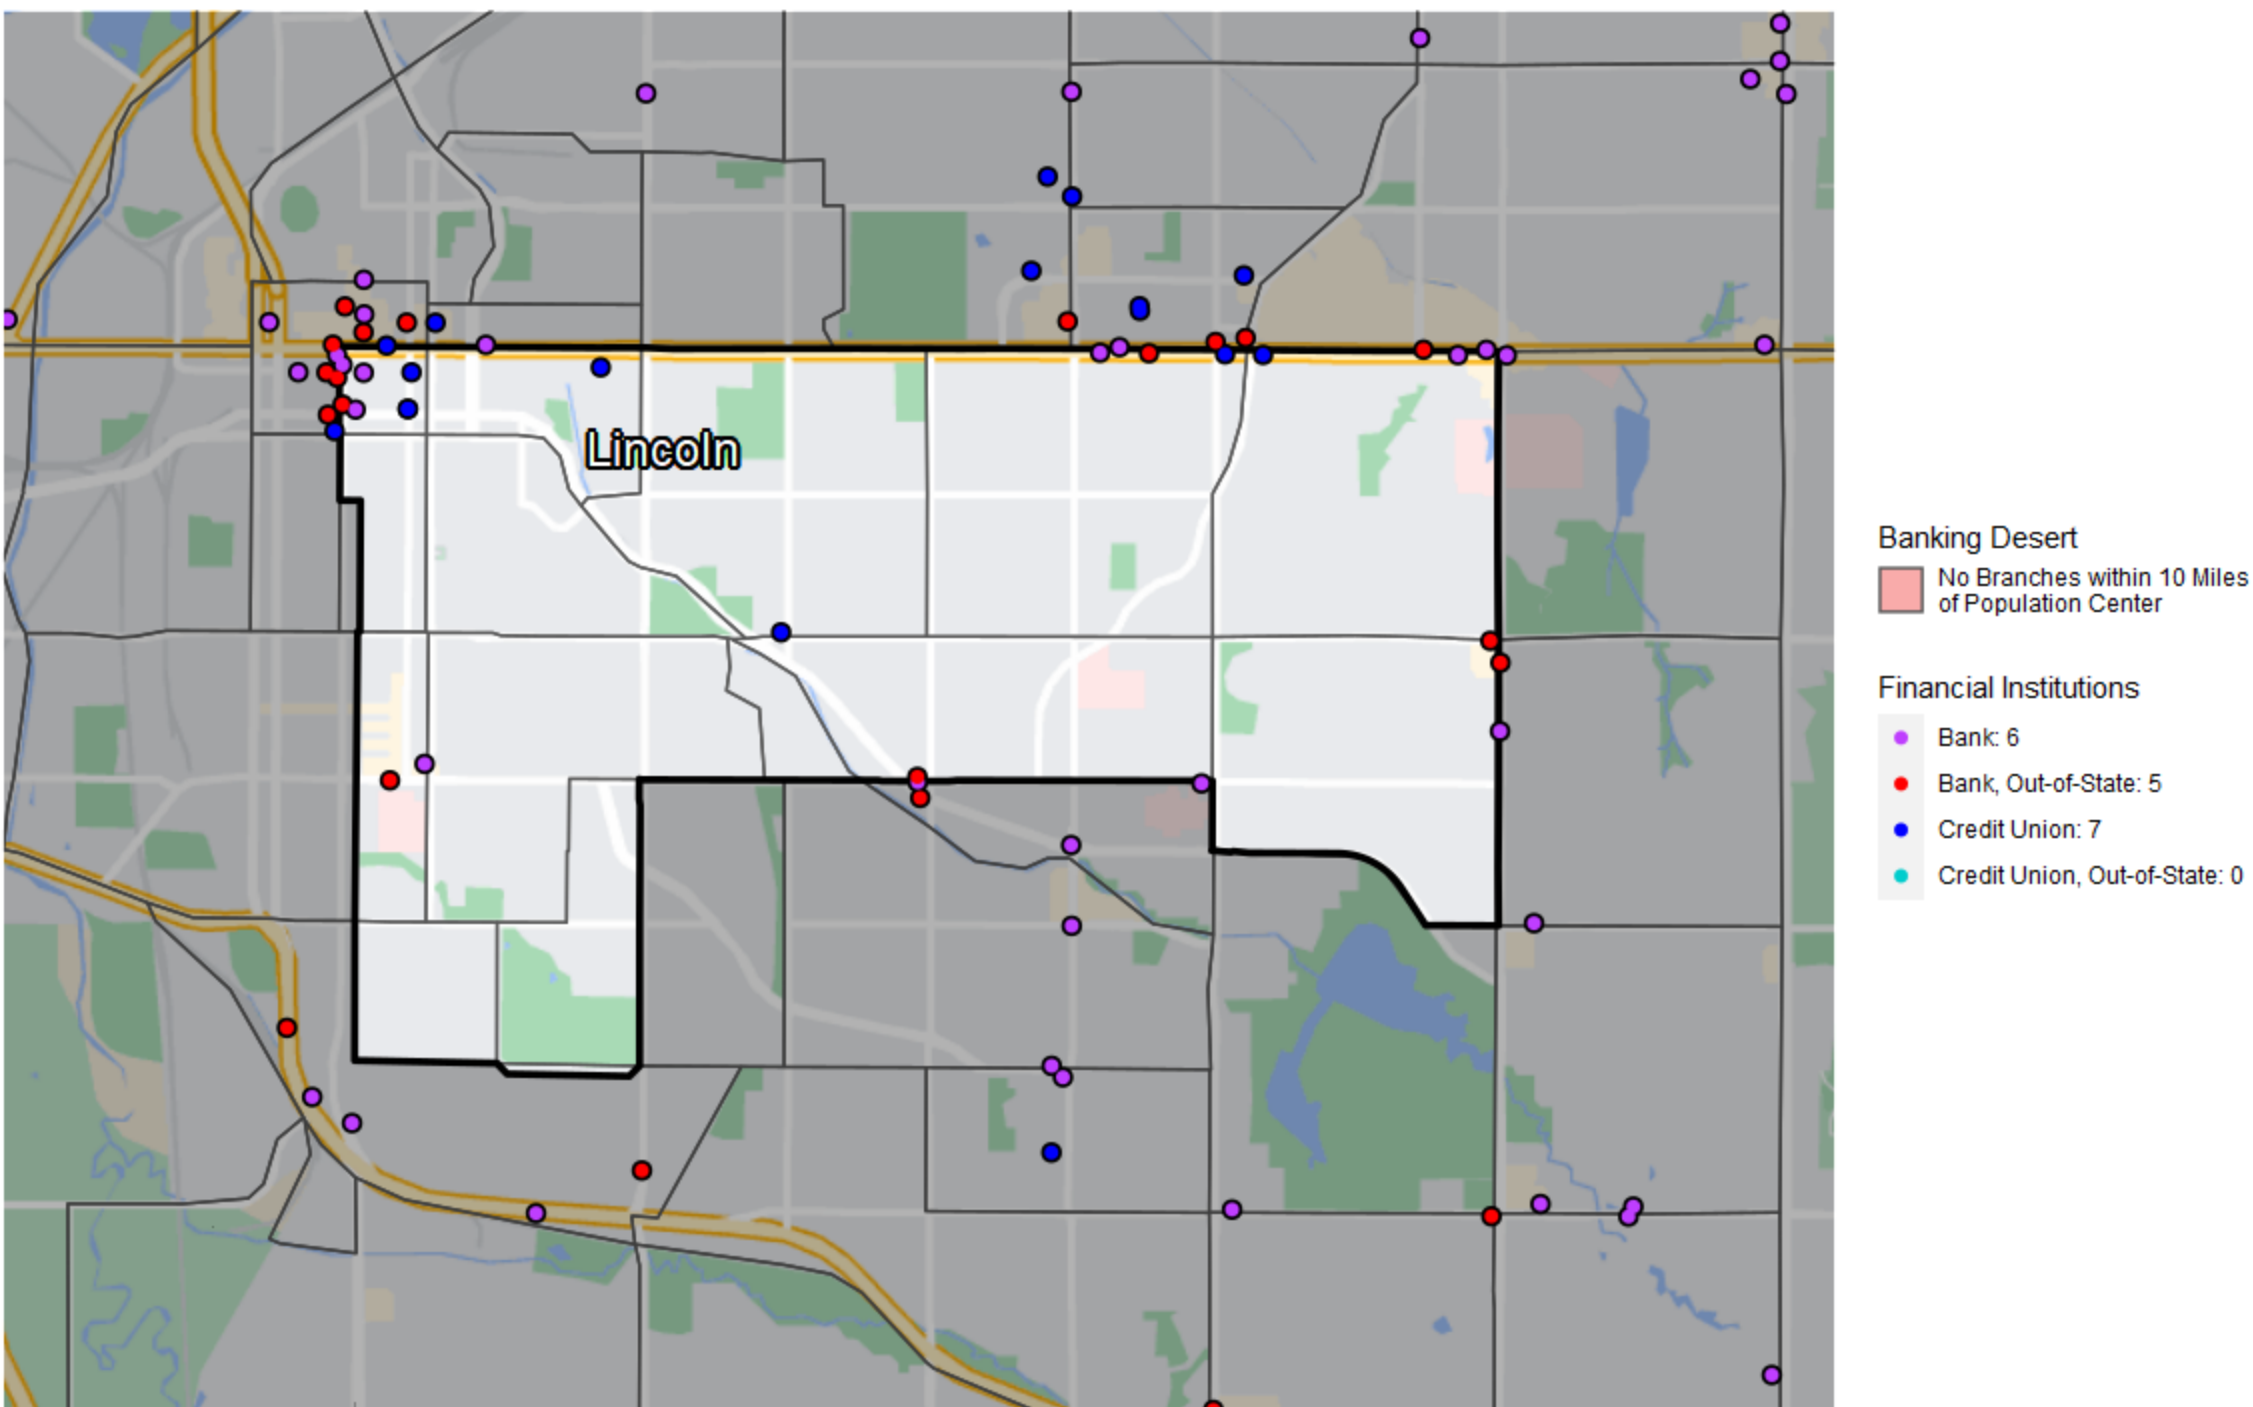 Lincoln
Banking Desert
No Branches within 10 Miles
of Population Center
Financial Institutions
Bank: 6
Bank, Out-of-State: 5
Credit Union: 7
Credit Union, Out-of-State: 0